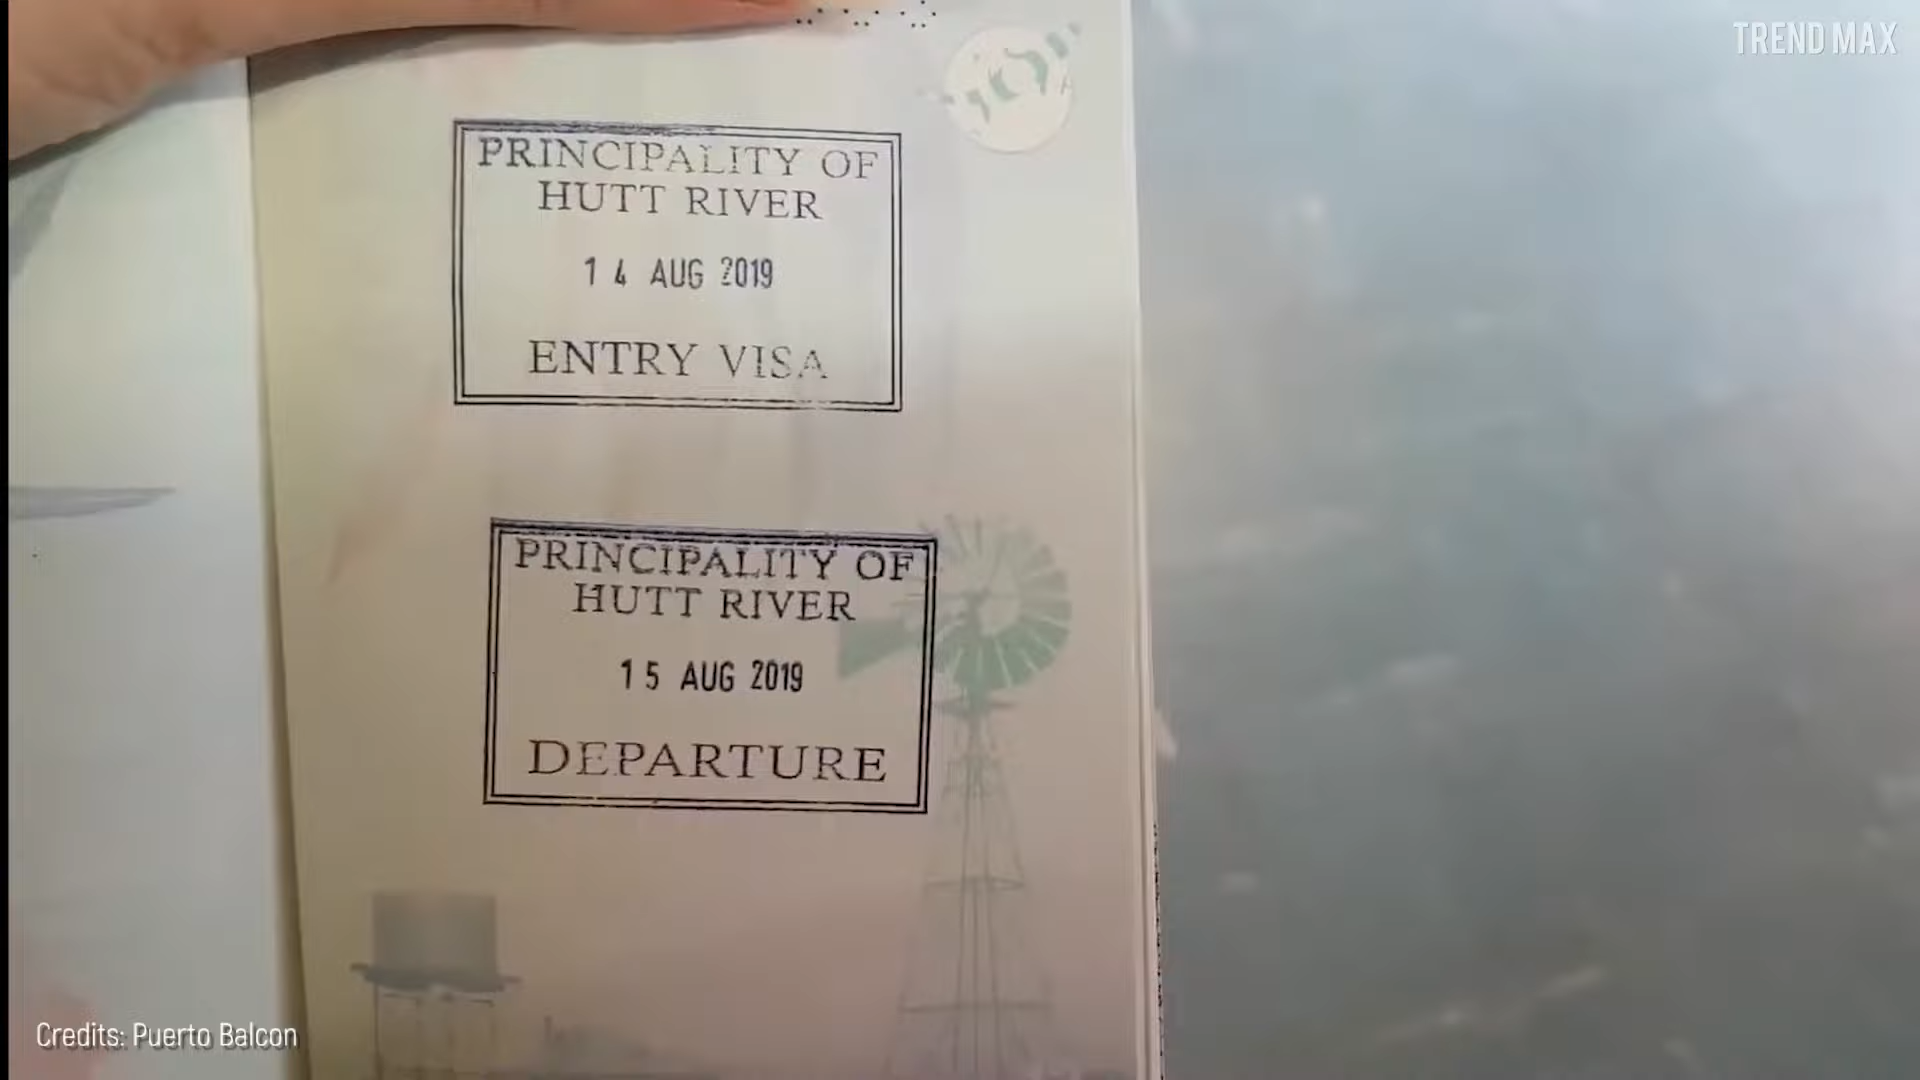 TREND MAX
PRINCIPALITY OF
HUTT RIVER
14 AUG 2019
ENTRY VISA
PRINCIPALITY OF
HUTT RIVER
15 AUG 2019
DEPARTURE
Credits: Puerto Balcon